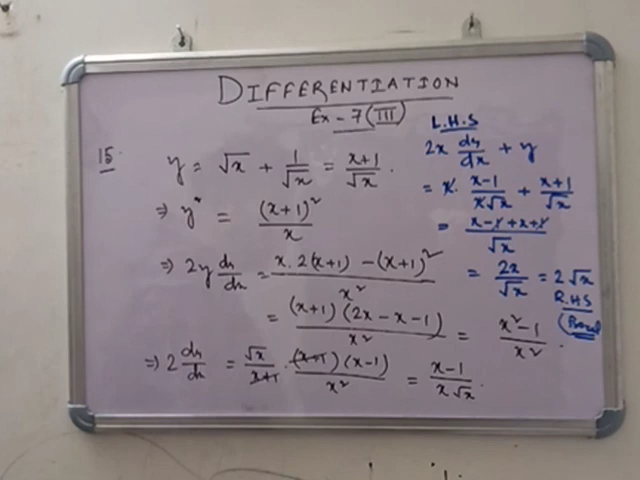 DIFFERENTIATION
Ex - 7 (III)
15.
y = √x + 1/√x = (x+1)/√x .
⇒ y² = (x+1)²/x
⇒ 2y dy/dx = (x . 2(x+1) - (x+1)²)/x²
= (x+1)(2x - x - 1)/x² = (x² - 1)/x² .
⇒ 2 dy/dx = √x/(x+1) . (x+1)(x-1)/x² = (x-1)/(x√x) .
L.H.S
2x dy/dx + y
= x . (x-1)/(x√x) + (x+1)/√x
= (x - 1 + x + 1)/√x
= 2x/√x = 2√x
R.H.S
(Proved